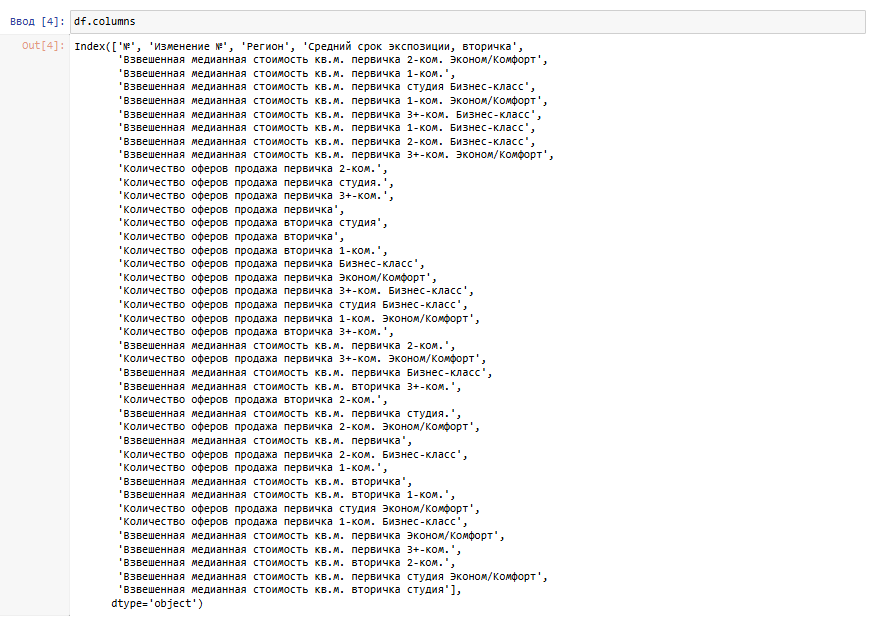 Ввод [4]: df.columns
Out[4]: Index(['№', 'Изменение №', 'Регион', 'Средний срок экспозиции, вторичка',
'Взвешенная медианная стоимость кв.м. первичка 2-ком. Эконом/Комфорт',
'Взвешенная медианная стоимость кв.м. первичка 1-ком.',
'Взвешенная медианная стоимость кв.м. первичка студия Бизнес-класс',
'Взвешенная медианная стоимость кв.м. первичка 1-ком. Эконом/Комфорт',
'Взвешенная медианная стоимость кв.м. первичка 3+-ком. Бизнес-класс',
'Взвешенная медианная стоимость кв.м. первичка 1-ком. Бизнес-класс',
'Взвешенная медианная стоимость кв.м. первичка 2-ком. Бизнес-класс',
'Взвешенная медианная стоимость кв.м. первичка 3+-ком. Эконом/Комфорт',
'Количество оферов продажа первичка 2-ком.',
'Количество оферов продажа первичка студия.',
'Количество оферов продажа первичка 3+-ком.',
'Количество оферов продажа первичка',
'Количество оферов продажа вторичка студия',
'Количество оферов продажа вторичка',
'Количество оферов продажа вторичка 1-ком.',
'Количество оферов продажа первичка Бизнес-класс',
'Количество оферов продажа первичка Эконом/Комфорт',
'Количество оферов продажа первичка 3+-ком. Бизнес-класс',
'Количество оферов продажа первичка студия Бизнес-класс',
'Количество оферов продажа первичка 1-ком. Эконом/Комфорт',
'Количество оферов продажа вторичка 3+-ком.',
'Взвешенная медианная стоимость кв.м. первичка 2-ком.',
'Количество оферов продажа первичка 3+-ком. Эконом/Комфорт',
'Взвешенная медианная стоимость кв.м. первичка Бизнес-класс',
'Взвешенная медианная стоимость кв.м. вторичка 3+-ком.',
'Количество оферов продажа вторичка 2-ком.',
'Взвешенная медианная стоимость кв.м. первичка студия.',
'Количество оферов продажа первичка 2-ком. Эконом/Комфорт',
'Взвешенная медианная стоимость кв.м. первичка',
'Количество оферов продажа первичка 2-ком. Бизнес-класс',
'Количество оферов продажа первичка 1-ком.',
'Взвешенная медианная стоимость кв.м. вторичка',
'Взвешенная медианная стоимость кв.м. вторичка 1-ком.',
'Количество оферов продажа первичка студия Эконом/Комфорт',
'Количество оферов продажа первичка 1-ком. Бизнес-класс',
'Взвешенная медианная стоимость кв.м. первичка Эконом/Комфорт',
'Взвешенная медианная стоимость кв.м. первичка 3+-ком.',
'Взвешенная медианная стоимость кв.м. вторичка 2-ком.',
'Взвешенная медианная стоимость кв.м. первичка студия Эконом/Комфорт',
'Взвешенная медианная стоимость кв.м. вторичка студия'],
dtype='object')